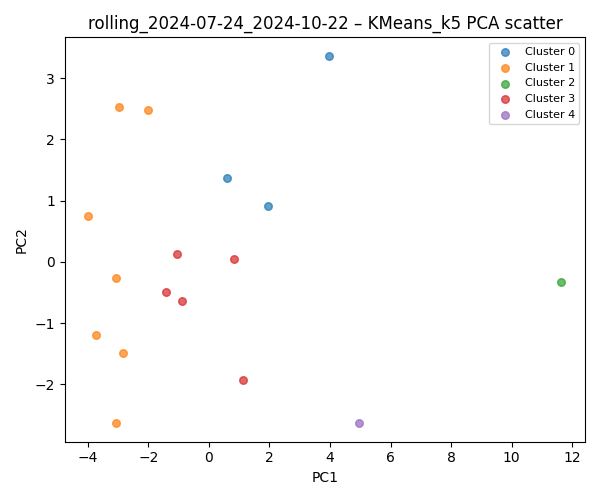 rolling_2024-07-24_2024-10-22 – KMeans_k5 PCA scatter
Cluster 0
Cluster 1
Cluster 2
Cluster 3
Cluster 4
PC2
3
2
1
0
−1
−2
−4
−2
0
2
4
6
8
10
12
PC1